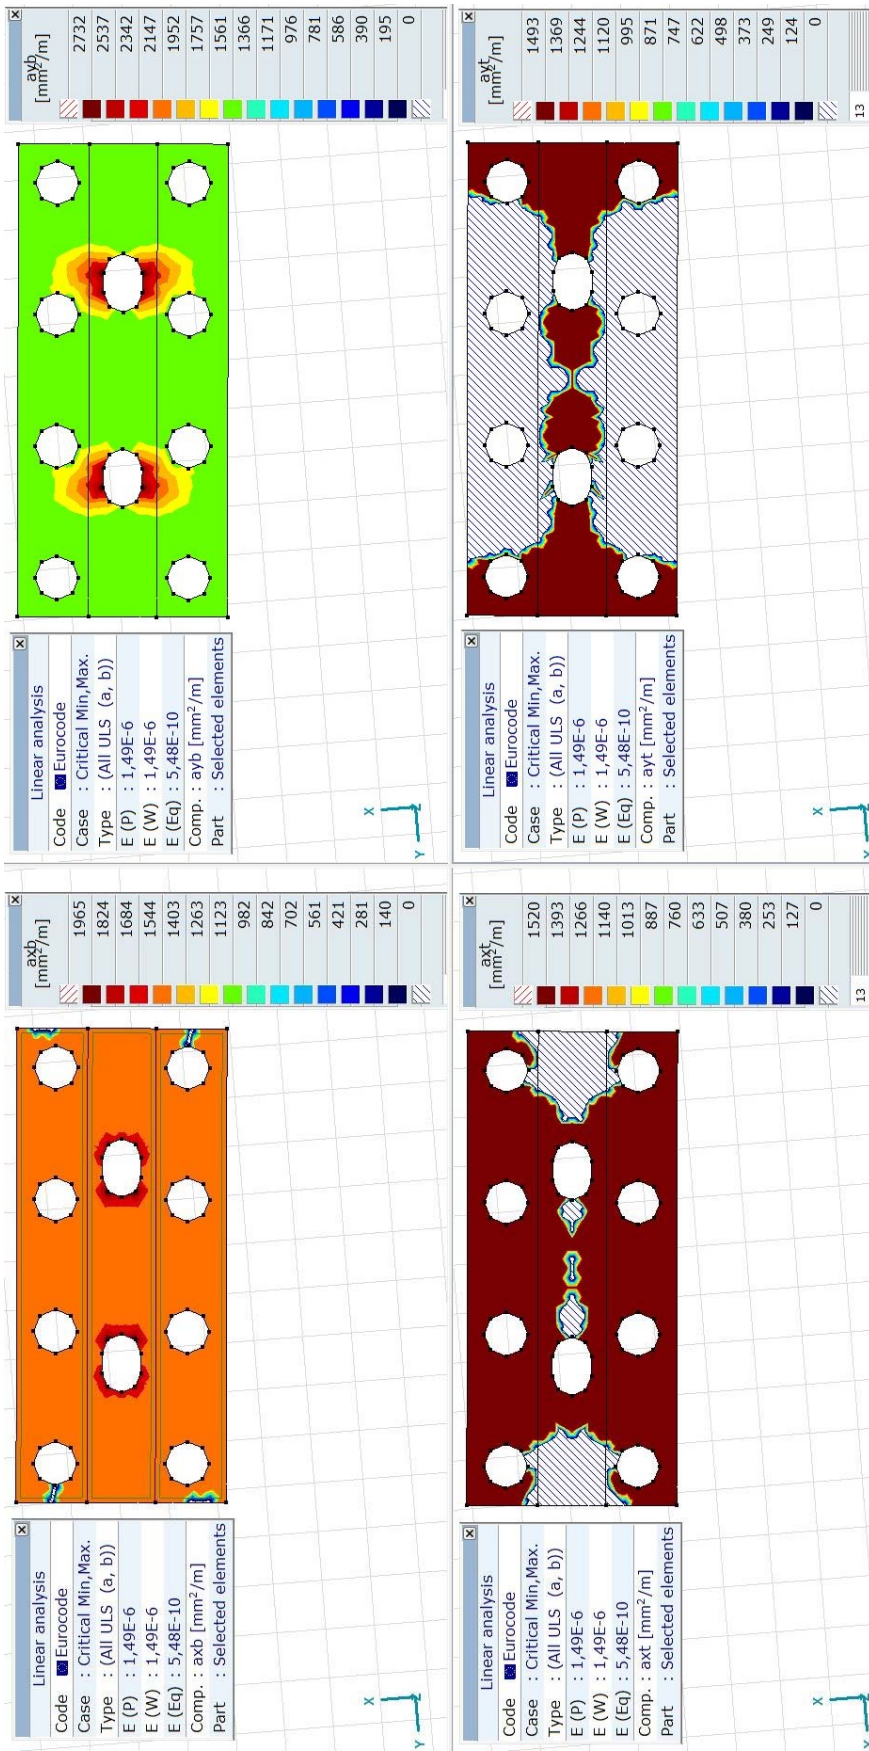 Linear analysis
Code Eurocode
Case : Critical Min,Max.
Type : (All ULS (a, b))
E (P) : 1,49E-6
E (W) : 1,49E-6
E (Eq) : 5,48E-10
Comp. : axb [mm²/m]
Part : Selected elements
X
Y
axb
[mm²/m]
1965
1824
1684
1544
1403
1263
1123
982
842
702
561
421
281
140
0
Linear analysis
Code Eurocode
Case : Critical Min,Max.
Type : (All ULS (a, b))
E (P) : 1,49E-6
E (W) : 1,49E-6
E (Eq) : 5,48E-10
Comp. : ayb [mm²/m]
Part : Selected elements
X
Y
ayb
[mm²/m]
2732
2537
2342
2147
1952
1757
1561
1366
1171
976
781
586
390
195
0
Linear analysis
Code Eurocode
Case : Critical Min,Max.
Type : (All ULS (a, b))
E (P) : 1,49E-6
E (W) : 1,49E-6
E (Eq) : 5,48E-10
Comp. : axt [mm²/m]
Part : Selected elements
X
Y
axt
[mm²/m]
1520
1393
1266
1140
1013
887
760
633
507
380
253
127
0
13
Linear analysis
Code Eurocode
Case : Critical Min,Max.
Type : (All ULS (a, b))
E (P) : 1,49E-6
E (W) : 1,49E-6
E (Eq) : 5,48E-10
Comp. : ayt [mm²/m]
Part : Selected elements
X
Y
ayt
[mm²/m]
1493
1369
1244
1120
995
871
747
622
498
373
249
124
0
13